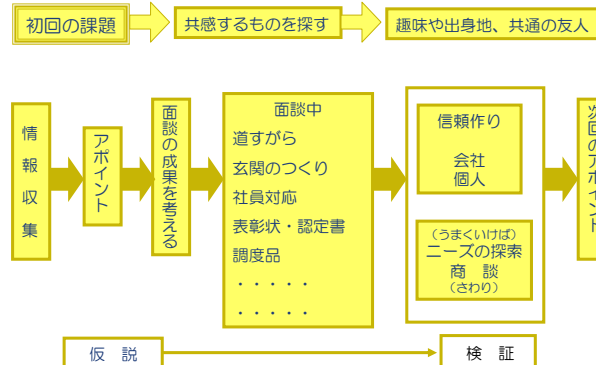 初回の課題
共感するものを探す
趣味や出身地、共通の友人
情報収集
アポイント
面談の成果を考える
面談中
道すがら
玄関のつくり
社員対応
表彰状・認定書
調度品
・・・・・
・・・・・
信頼作り
会社
個人
（うまくいけば）
ニーズの探索
商 談
（さわり）
次回のアポイント
仮 説
検 証